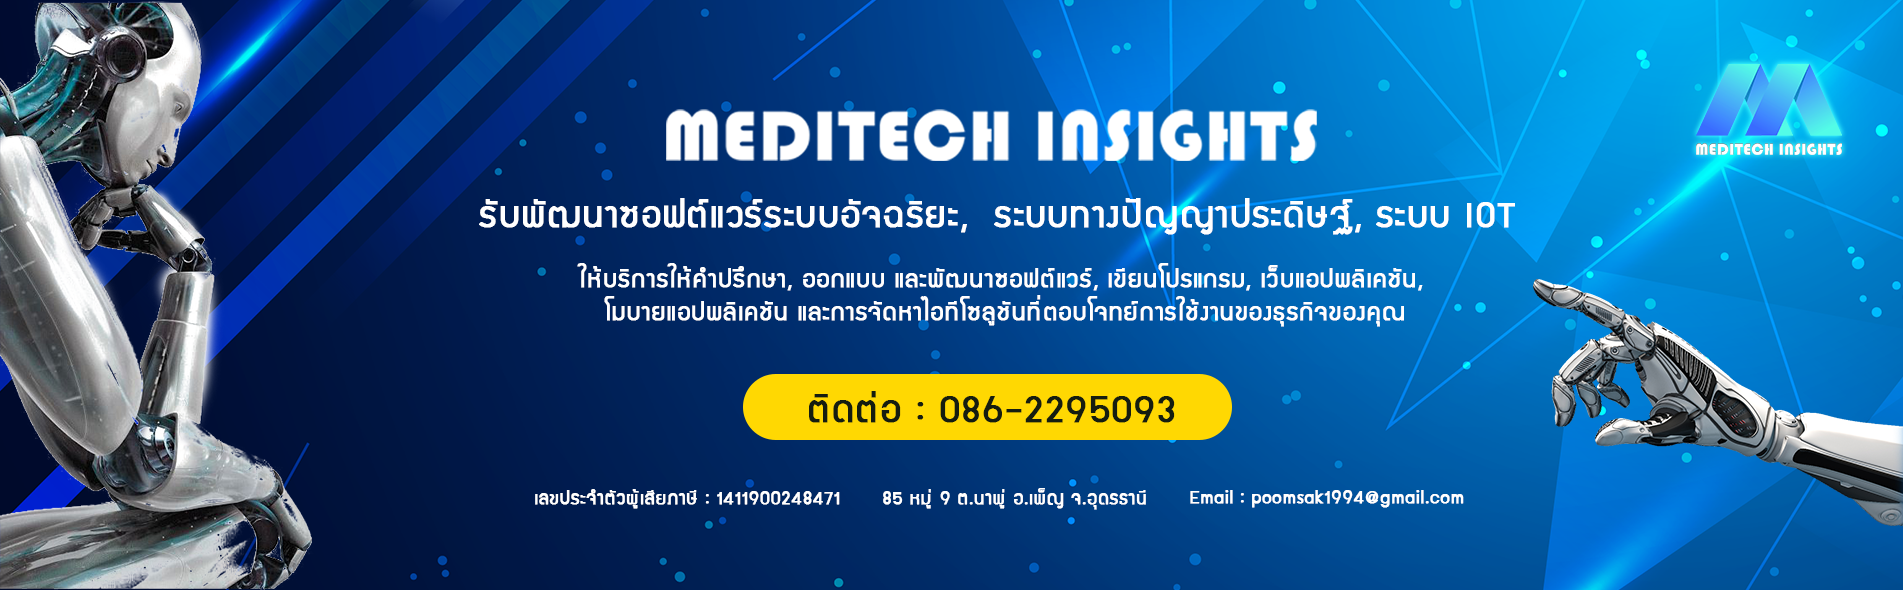 MEDITECH INSIGHTS
MEDITECH INSIGHTS
รับพัฒนาซอฟต์แวร์ระบบอัจฉริยะ, ระบบทางปัญญาประดิษฐ์, ระบบ IOT
ให้บริการให้คำปรึกษา, ออกแบบ และพัฒนาซอฟต์แวร์, เขียนโปรแกรม, เว็บแอปพลิเคชัน,
โมบายแอปพลิเคชัน และการจัดหาไอทีโซลูชันที่ตอบโจทย์การใช้งานของธุรกิจของคุณ
ติดต่อ : 086-2295093
เลขประจำตัวผู้เสียภาษี : 1411900248471 85 หมู่ 9 ต.นาพู่ อ.เพ็ญ จ.อุดรธานี Email : poomsak1994@gmail.com